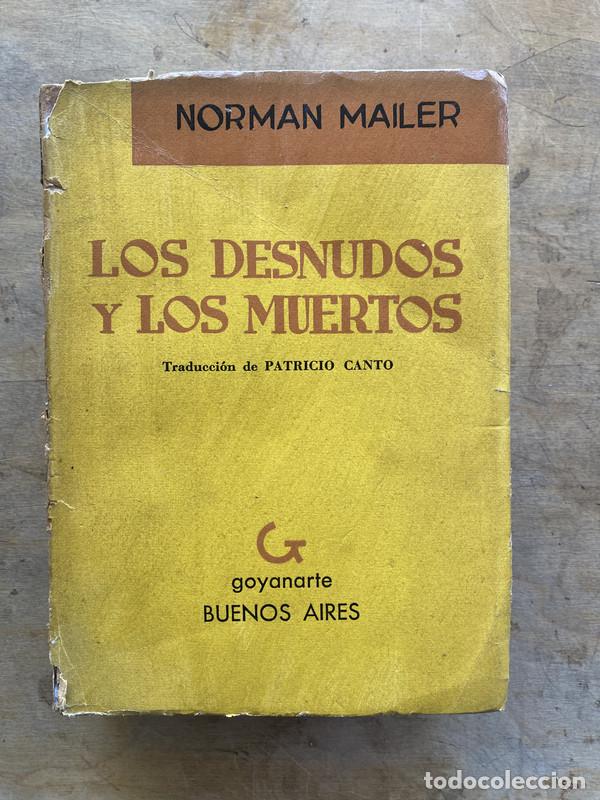 NORMAN MAILER
LOS DESNUDOS
Y LOS MUERTOS
Traducción de PATRICIO CANTO
goyanarte
BUENOS AIRES
todocoleccion